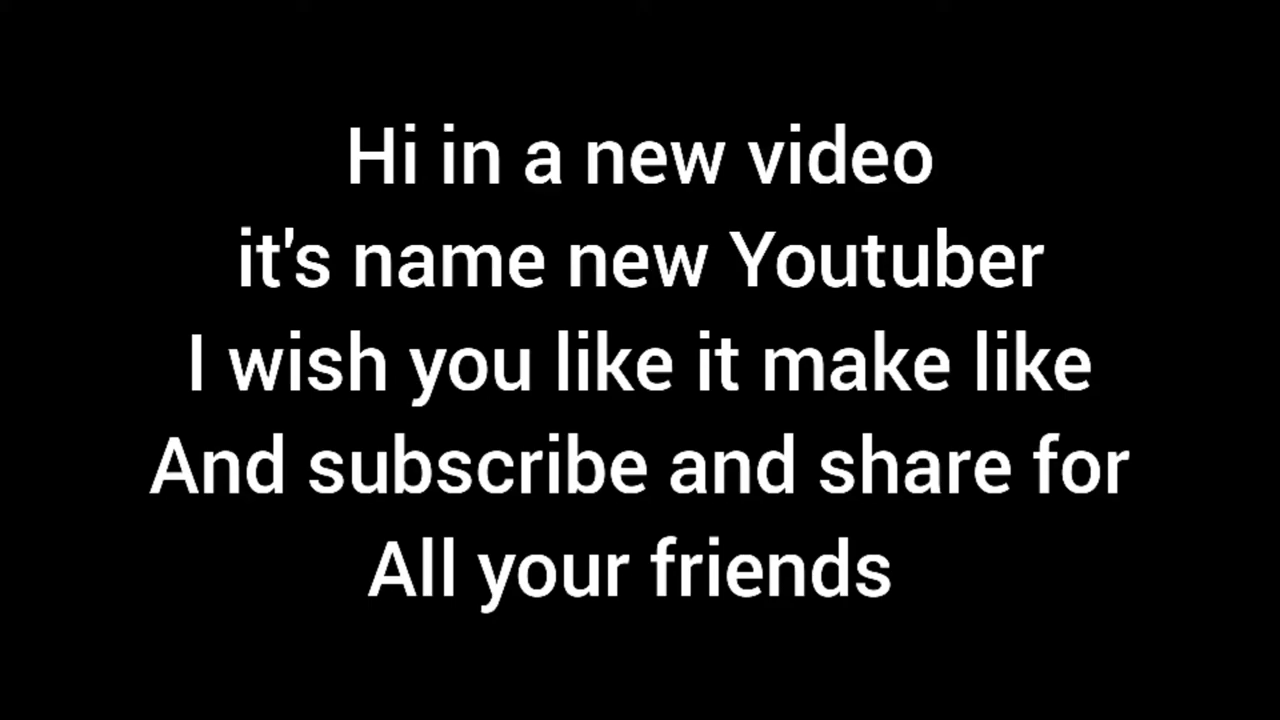 Hi in a new video
it's name new Youtuber
I wish you like it make like
And subscribe and share for
All your friends